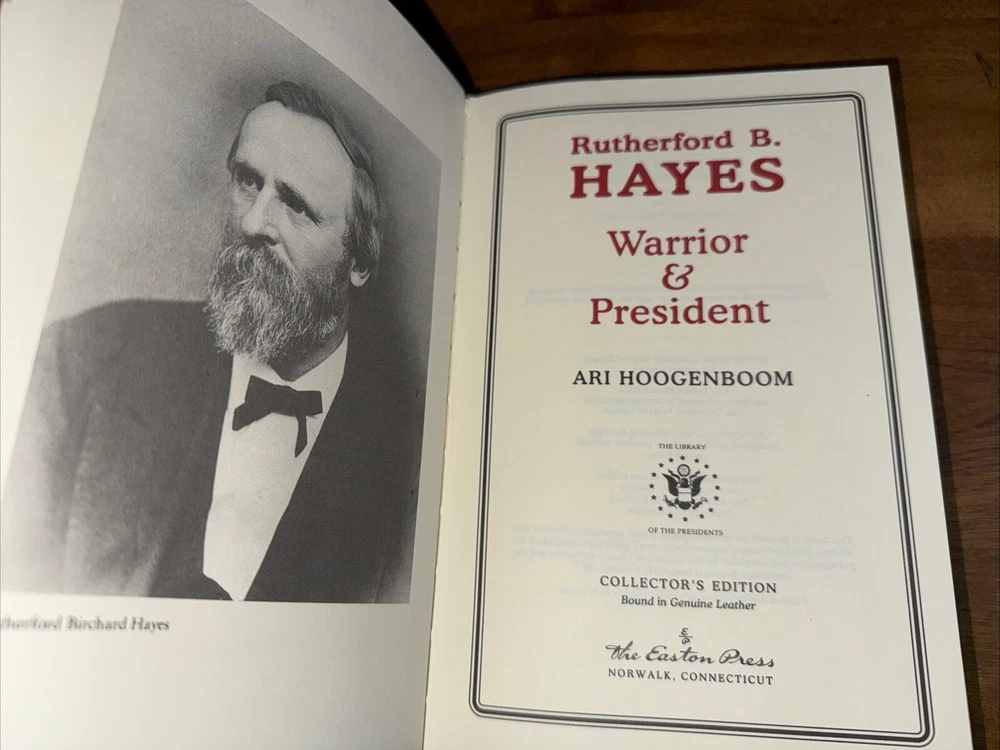 Birchard Hayes
Rutherford B.
HAYES
Warrior
&
President
ARI HOOGENBOOM
THE LIBRARY
OF THE PRESIDENTS
COLLECTOR'S EDITION
Bound in Genuine Leather
E
P
The Easton Press
NORWALK, CONNECTICUT